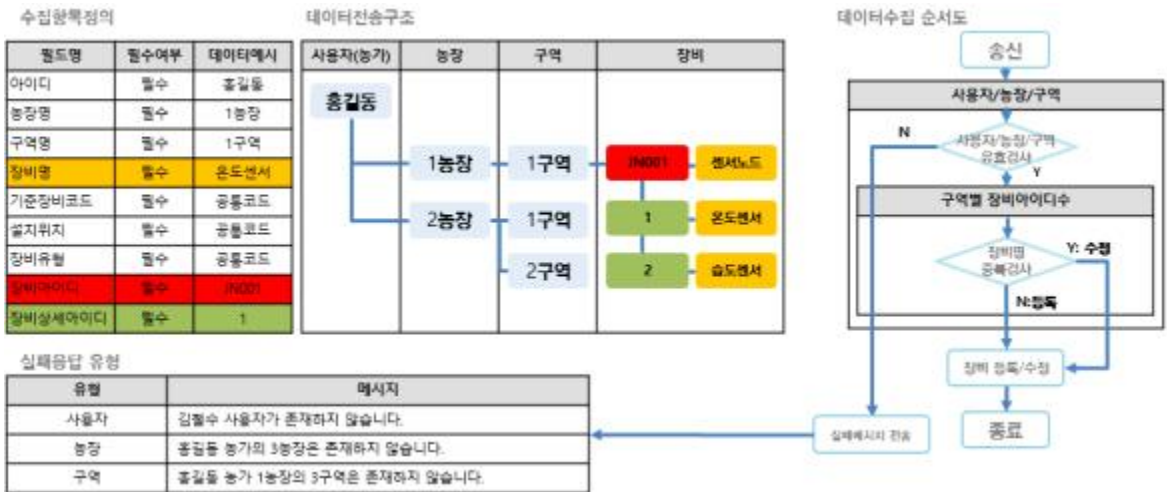 수집항목정의
필드명 필수여부 데이터예시
아이디 필수 홍길동
농장명 필수 1농장
구역명 필수 1구역
장비명 필수 온도센서
기준장비코드 필수 공통코드
설치위치 필수 공통코드
장비유형 필수 공통코드
장비아이디 필수 JN001
장비상세아이디 필수 1
데이터전송구조
사용자(농가) 농장 구역 장비
홍길동
1농장 1구역 JN001 센서노드
2농장 1구역 1 온도센서
2구역 2 습도센서
데이터수집 순서도
송신
사용자/농장/구역
N
사용자/농장/구역
유효검사
Y
구역별 장비아이디수
장비명
중복검사
Y: 수정
N:등록
장비 등록/수정
실패메시지 전송
종료
실패응답 유형
유형 메시지
사용자 김철수 사용자가 존재하지 않습니다.
농장 홍길동 농가의 3농장은 존재하지 않습니다.
구역 홍길동 농가 1농장의 3구역은 존재하지 않습니다.